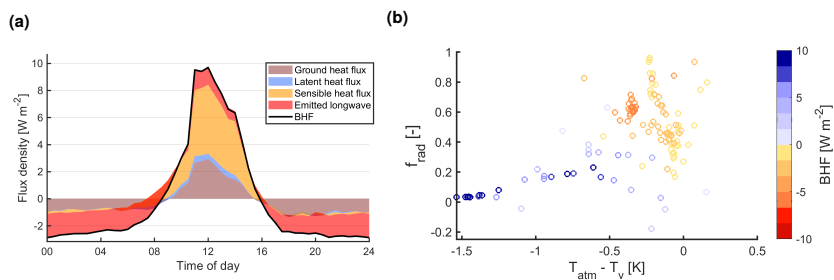 (a)
Flux density [W m-2]
10
8
6
4
2
0
-2
00
04
08
12
16
20
24
Time of day
Ground heat flux
Latent heat flux
Sensible heat flux
Emitted longwave
BHF
(b)
f_rad [-]
1
0.8
0.6
0.4
0.2
0
-0.2
-1.5
-1
-0.5
0
0.5
T_atm - T_v [K]
10
5
0
-5
-10
BHF [W m-2]